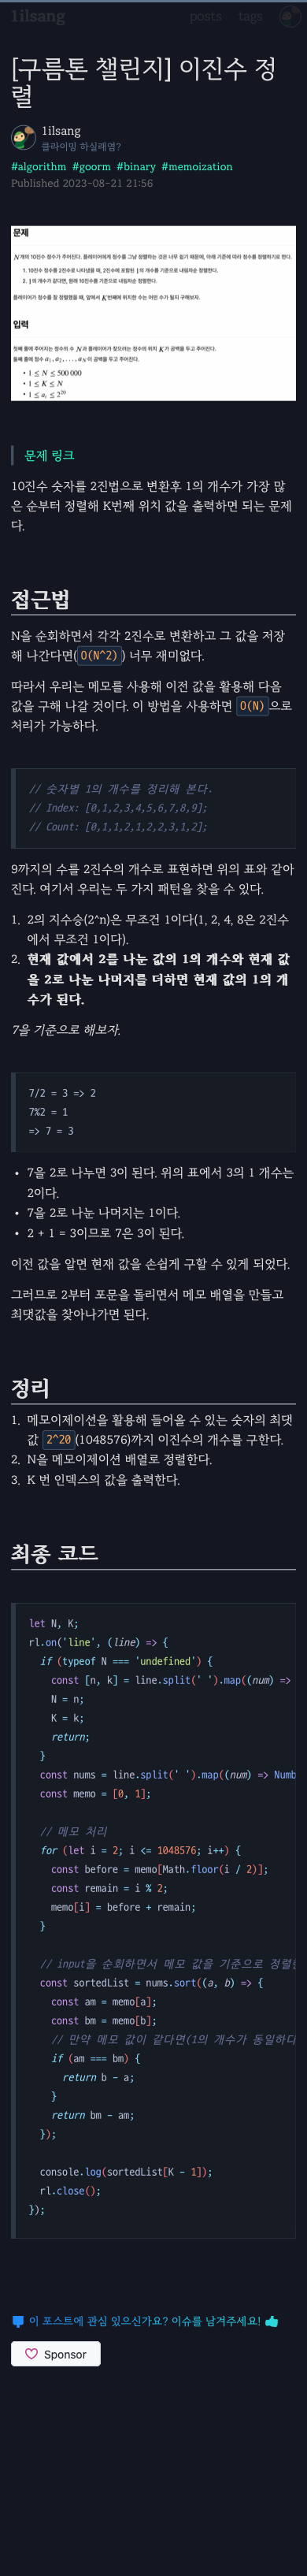 1ilsang
posts tags
[구름톤 챌린지] 이진수 정
렬
1ilsang
클라이밍 하실래염?
#algorithm #goorm #binary #memoization
Published 2023-08-21 21:56
문제
N개의 10진수 정수가 주어진다. 플레이어에게 정수를 그냥 정렬하는 것은 너무 쉽기 때문에, 아래 기준에 따라 정수를 정렬하기로 한다.
1. 10진수 정수를 2진수로 나타냈을 때, 2진수에 포함된 1의 개수를 기준으로 내림차순 정렬한다.
2. 1의 개수가 같다면, 원래 10진수를 기준으로 내림차순 정렬한다.
플레이어가 정수를 잘 정렬했을 때, 앞에서 K번째에 위치한 수는 어떤 수가 될지 구해보자.
입력
첫째 줄에 주어지는 정수의 수 N과 플레이어가 찾으려는 정수의 위치 K가 공백을 두고 주어진다.
둘째 줄에 정수 a₁, a₂, . . . , a_N 이 공백을 두고 주어진다.
• 1 ≤ N ≤ 500 000
• 1 ≤ K ≤ N
• 1 ≤ aᵢ ≤ 2²⁰
문제 링크
10진수 숫자를 2진법으로 변환후 1의 개수가 가장 많
은 순부터 정렬해 K번째 위치 값을 출력하면 되는 문제
다.
접근법
N을 순회하면서 각각 2진수로 변환하고 그 값을 저장
해 나간다면(O(N^2)) 너무 재미없다.
따라서 우리는 메모를 사용해 이전 값을 활용해 다음
값을 구해 나갈 것이다. 이 방법을 사용하면 O(N)으로
처리가 가능하다.
// 숫자별 1의 개수를 정리해 본다.
// Index: [0,1,2,3,4,5,6,7,8,9];
// Count: [0,1,1,2,1,2,2,3,1,2];
9까지의 수를 2진수의 개수로 표현하면 위의 표와 같아
진다. 여기서 우리는 두 가지 패턴을 찾을 수 있다.
1. 2의 지수승(2^n)은 무조건 1이다(1, 2, 4, 8은 2진수
에서 무조건 1이다).
2. 현재 값에서 2를 나눈 값의 1의 개수와 현재 값
을 2로 나눈 나머지를 더하면 현재 값의 1의 개
수가 된다.
7을 기준으로 해보자.
7/2 = 3 => 2
7%2 = 1
=> 7 = 3
• 7을 2로 나누면 3이 된다. 위의 표에서 3의 1 개수는
2이다.
• 7을 2로 나눈 나머지는 1이다.
• 2 + 1 = 3이므로 7은 3이 된다.
이전 값을 알면 현재 값을 손쉽게 구할 수 있게 되었다.
그러므로 2부터 포문을 돌리면서 메모 배열을 만들고
최댓값을 찾아나가면 된다.
정리
1. 메모이제이션을 활용해 들어올 수 있는 숫자의 최댓
값 2^20(1048576)까지 이진수의 개수를 구한다.
2. N을 메모이제이션 배열로 정렬한다.
3. K 번 인덱스의 값을 출력한다.
최종 코드
let N, K;
rl.on('line', (line) => {
if (typeof N === 'undefined') {
const [n, k] = line.split(' ').map((num) =>
N = n;
K = k;
return;
}
const nums = line.split(' ').map((num) => Numb
const memo = [0, 1];
// 메모 처리
for (let i = 2; i <= 1048576; i++) {
const before = memo[Math.floor(i / 2)];
const remain = i % 2;
memo[i] = before + remain;
}
// input을 순회하면서 메모 값을 기준으로 정렬한
const sortedList = nums.sort((a, b) => {
const am = memo[a];
const bm = memo[b];
// 만약 메모 값이 같다면(1의 개수가 동일하다
if (am === bm) {
return b - a;
}
return bm - am;
});
console.log(sortedList[K - 1]);
rl.close();
});
이 포스트에 관심 있으신가요? 이슈를 남겨주세요!
Sponsor